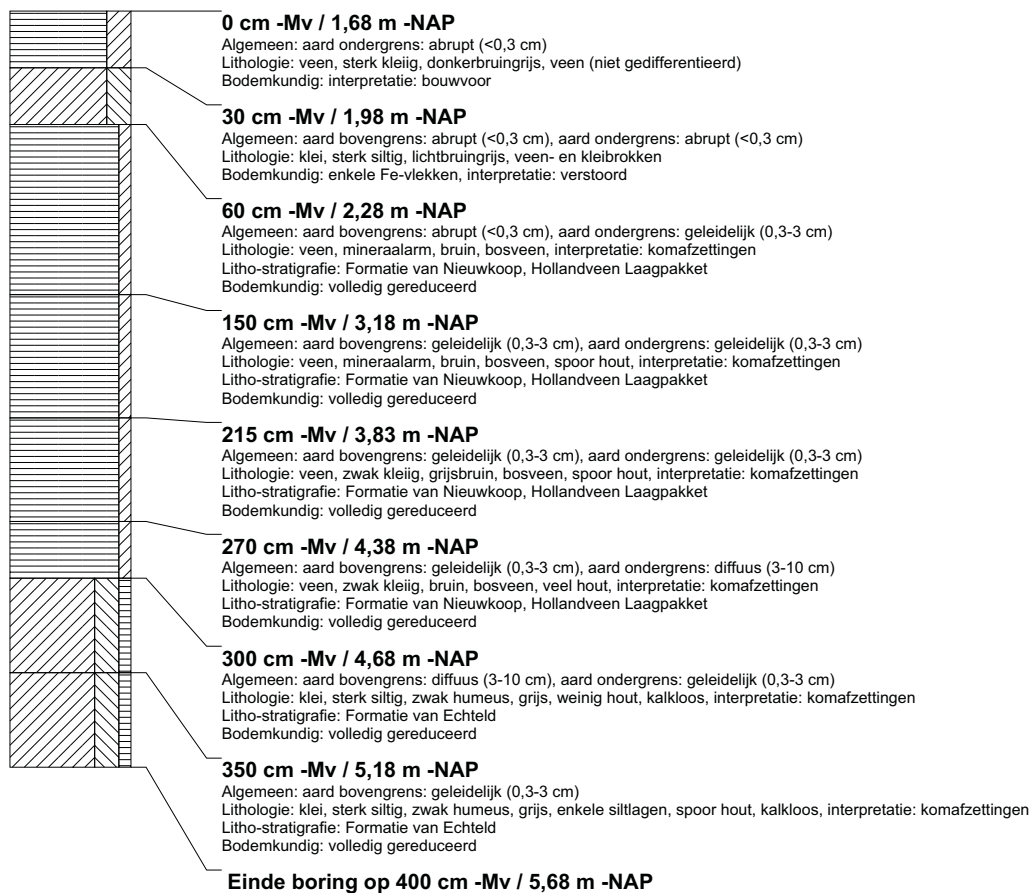 0 cm -Mv / 1,68 m -NAP
Algemeen: aard ondergrens: abrupt (<0,3 cm)
Lithologie: veen, sterk kleiig, donkerbruingrijs, veen (niet gedifferentieerd)
Bodemkundig: interpretatie: bouwvoor
30 cm -Mv / 1,98 m -NAP
Algemeen: aard bovengrens: abrupt (<0,3 cm), aard ondergrens: abrupt (<0,3 cm)
Lithologie: klei, sterk siltig, lichtbruingrijs, veen- en kleibrokken
Bodemkundig: enkele Fe-vlekken, interpretatie: verstoord
60 cm -Mv / 2,28 m -NAP
Algemeen: aard bovengrens: abrupt (<0,3 cm), aard ondergrens: geleidelijk (0,3-3 cm)
Lithologie: veen, mineraalarm, bruin, bosveen, interpretatie: komafzettingen
Litho-stratigrafie: Formatie van Nieuwkoop, Hollandveen Laagpakket
Bodemkundig: volledig gereduceerd
150 cm -Mv / 3,18 m -NAP
Algemeen: aard bovengrens: geleidelijk (0,3-3 cm), aard ondergrens: geleidelijk (0,3-3 cm)
Lithologie: veen, mineraalarm, bruin, bosveen, spoor hout, interpretatie: komafzettingen
Litho-stratigrafie: Formatie van Nieuwkoop, Hollandveen Laagpakket
Bodemkundig: volledig gereduceerd
215 cm -Mv / 3,83 m -NAP
Algemeen: aard bovengrens: geleidelijk (0,3-3 cm), aard ondergrens: geleidelijk (0,3-3 cm)
Lithologie: veen, zwak kleiig, grijsbruin, bosveen, spoor hout, interpretatie: komafzettingen
Litho-stratigrafie: Formatie van Nieuwkoop, Hollandveen Laagpakket
Bodemkundig: volledig gereduceerd
270 cm -Mv / 4,38 m -NAP
Algemeen: aard bovengrens: geleidelijk (0,3-3 cm), aard ondergrens: diffuus (3-10 cm)
Lithologie: veen, zwak kleiig, bruin, bosveen, veel hout, interpretatie: komafzettingen
Litho-stratigrafie: Formatie van Nieuwkoop, Hollandveen Laagpakket
Bodemkundig: volledig gereduceerd
300 cm -Mv / 4,68 m -NAP
Algemeen: aard bovengrens: diffuus (3-10 cm), aard ondergrens: geleidelijk (0,3-3 cm)
Lithologie: klei, sterk siltig, zwak humeus, grijs, weinig hout, kalkloos, interpretatie: komafzettingen
Litho-stratigrafie: Formatie van Echteld
Bodemkundig: volledig gereduceerd
350 cm -Mv / 5,18 m -NAP
Algemeen: aard bovengrens: geleidelijk (0,3-3 cm)
Lithologie: klei, sterk siltig, zwak humeus, grijs, enkele siltlagen, spoor hout, kalkloos, interpretatie: komafzettingen
Litho-stratigrafie: Formatie van Echteld
Bodemkundig: volledig gereduceerd
Einde boring op 400 cm -Mv / 5,68 m -NAP